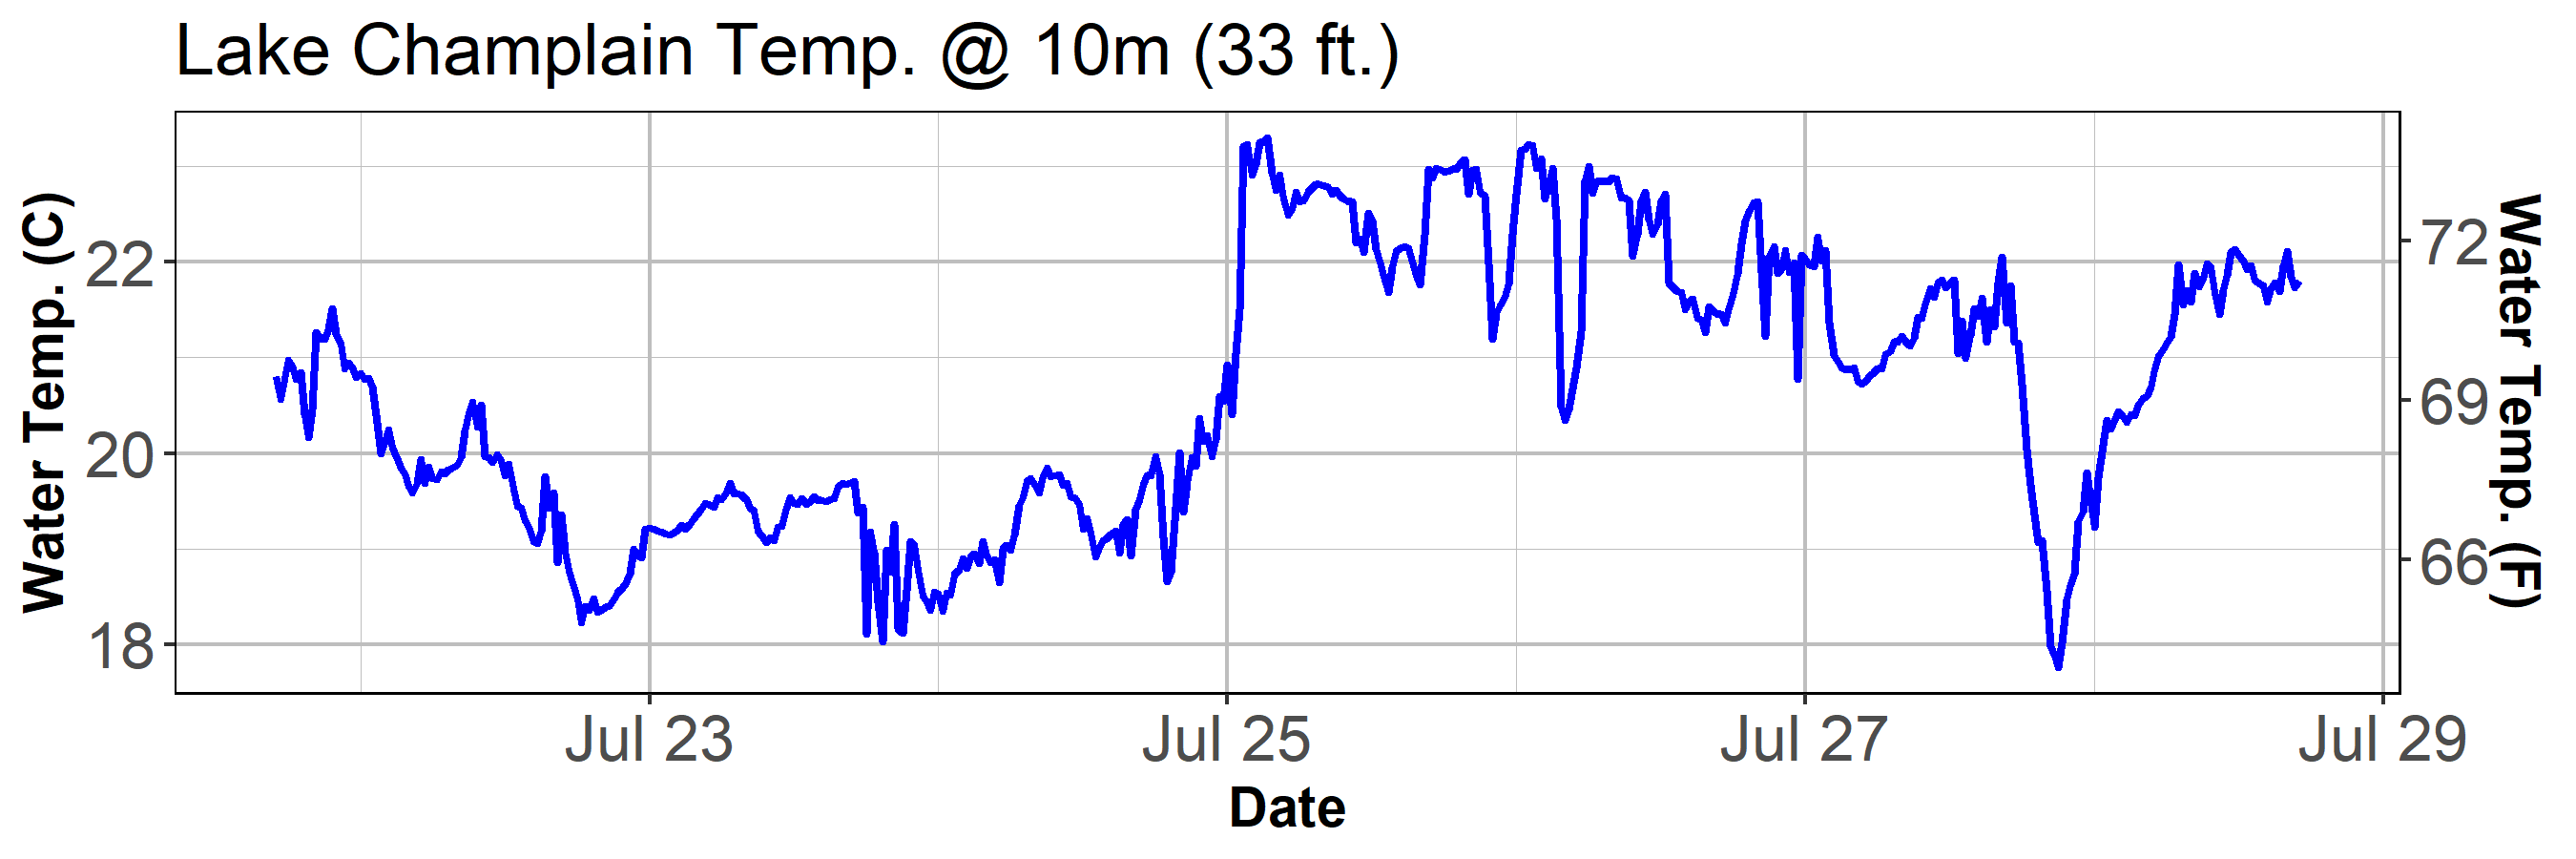 Lake Champlain Temp. @ 10m (33 ft.)
Water Temp. (C)
22
20
18
72
69
66
Water Temp. (F)
Jul 23
Jul 25
Jul 27
Jul 29
Date